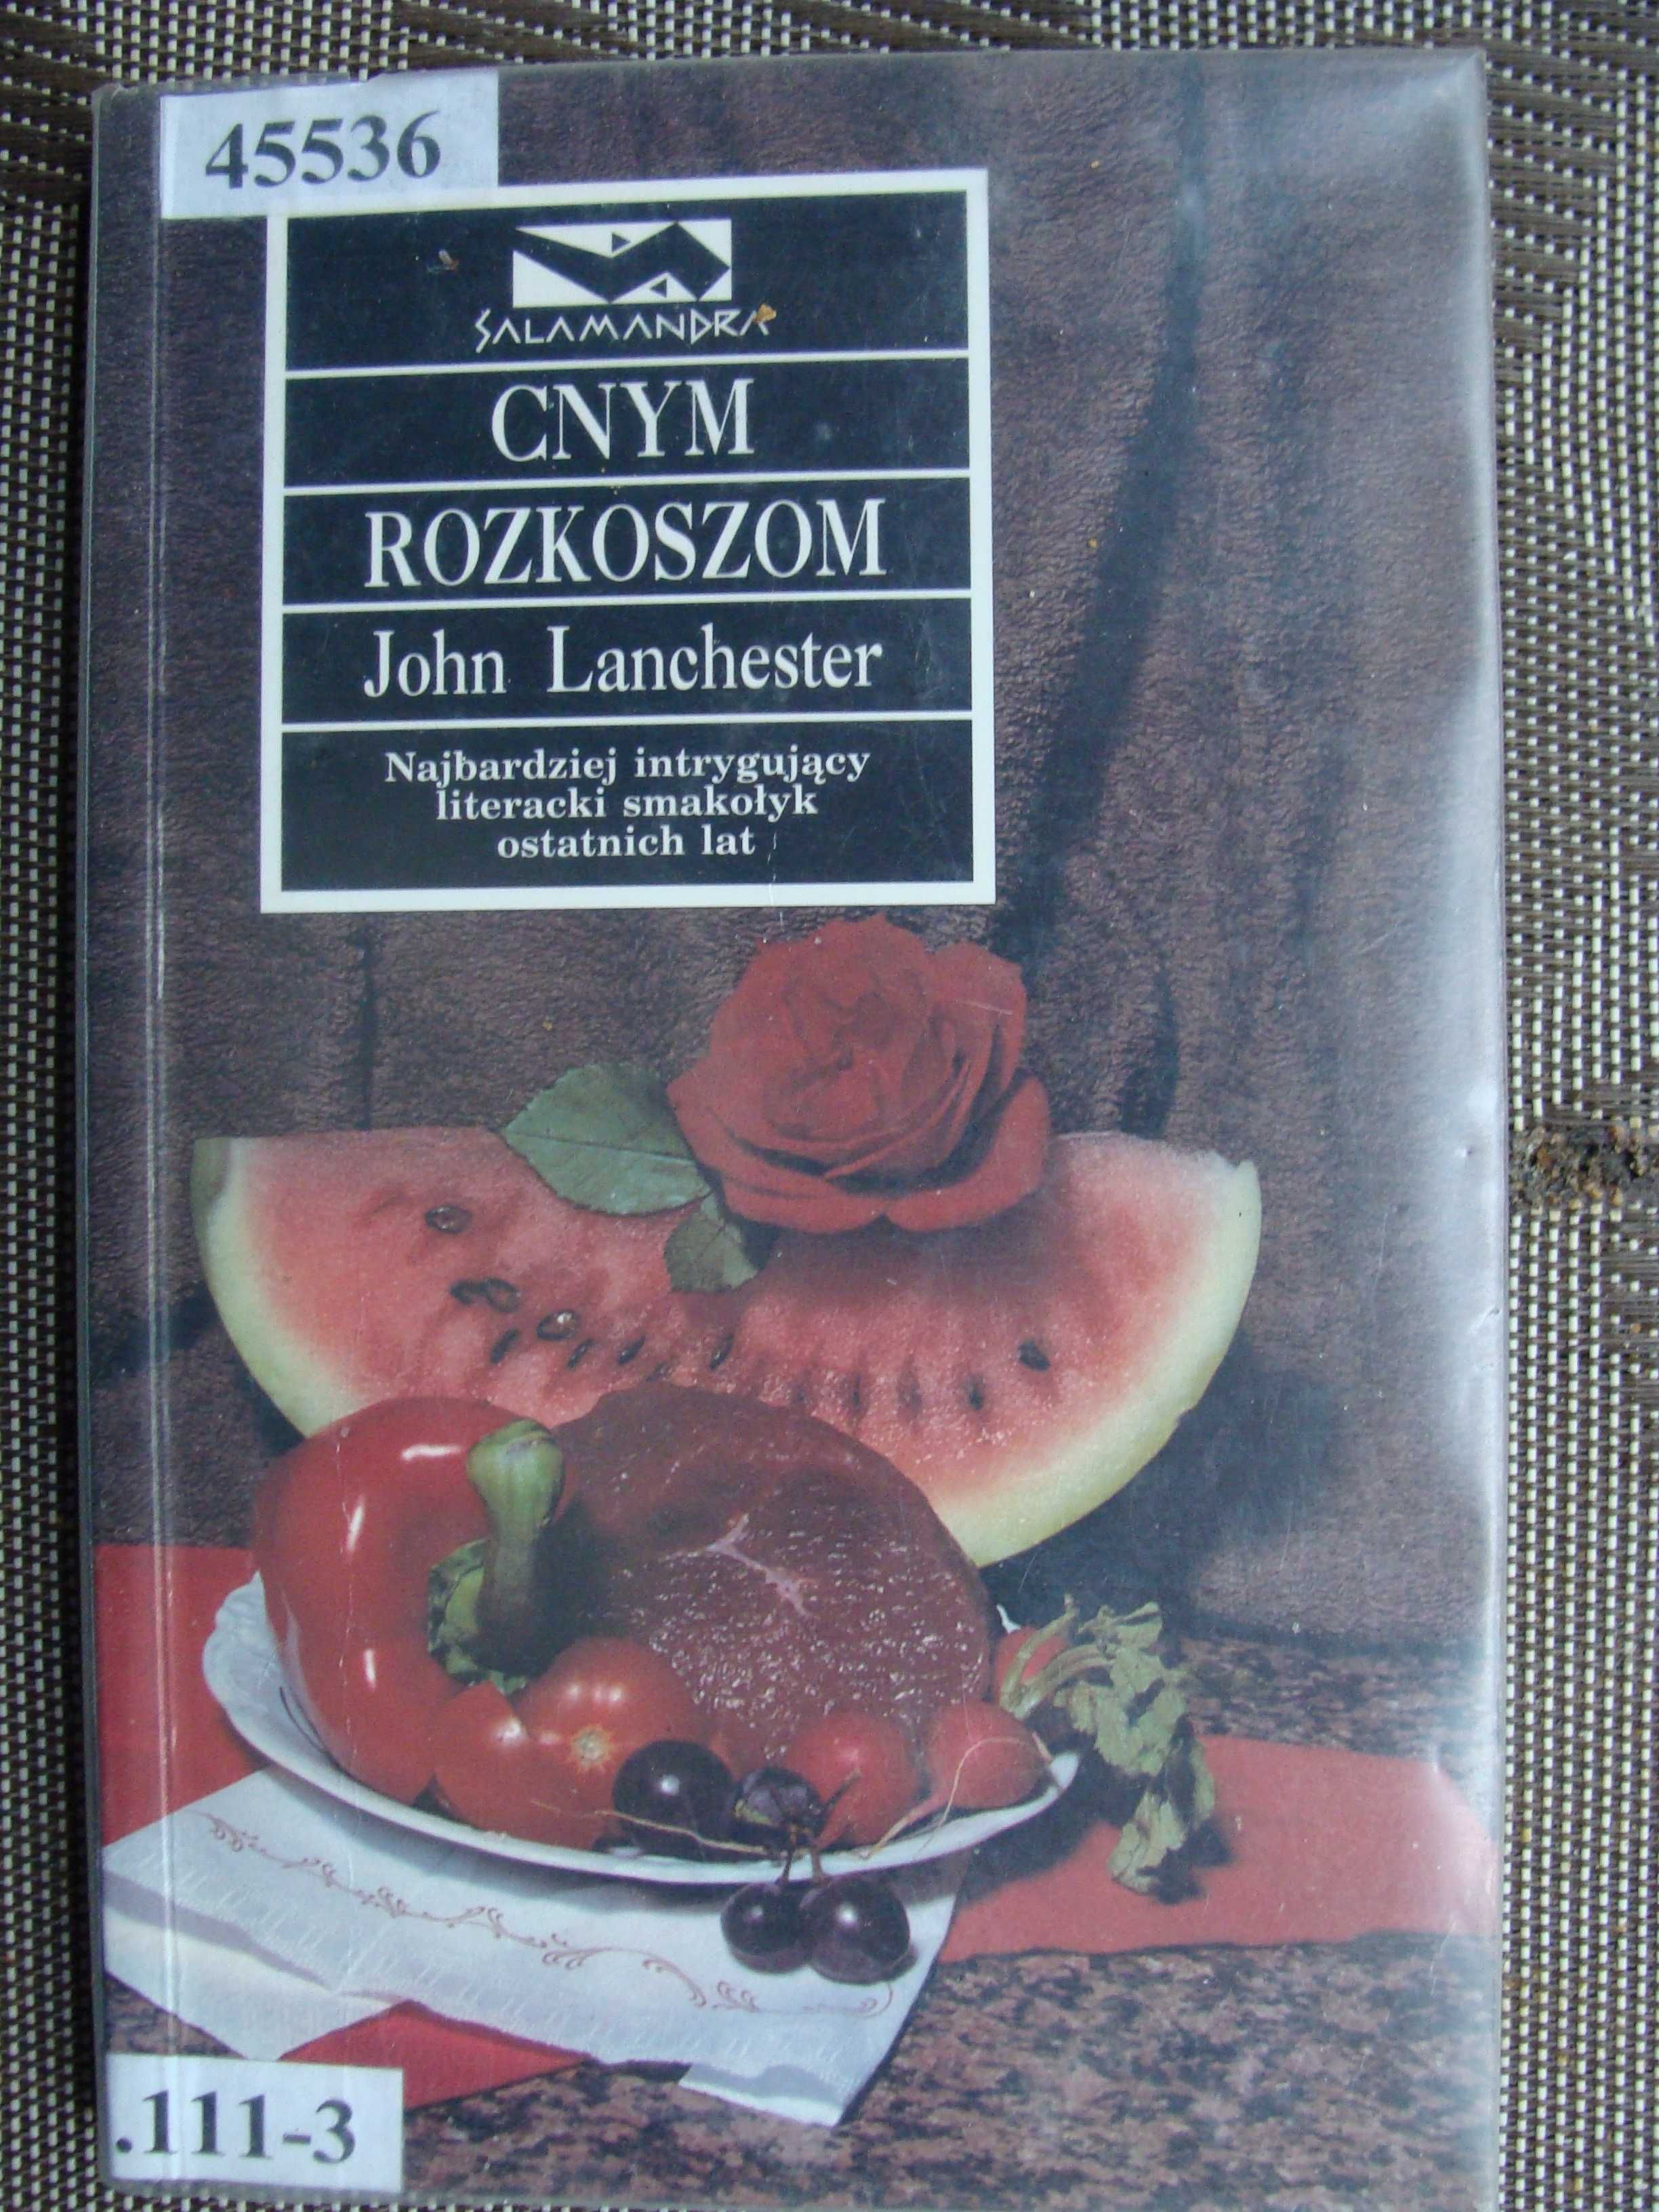 45536
SALAMANDRA
CNYM
ROZKOSZOM
John Lanchester
Najbardziej intrygujący
literacki smakołyk
ostatnich lat
.111-3